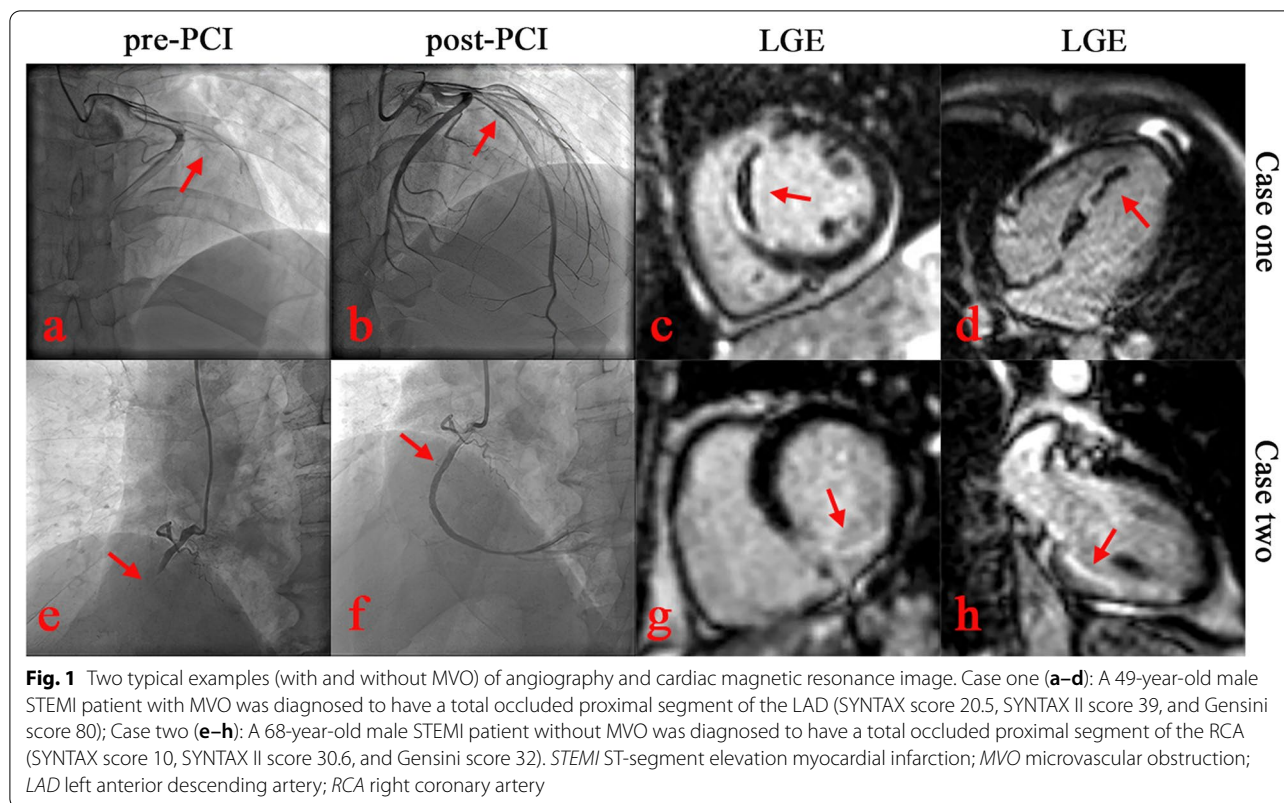 pre-PCI post-PCI LGE LGE
a b c d
Case one
e f g h
Case two
Fig. 1 Two typical examples (with and without MVO) of angiography and cardiac magnetic resonance image. Case one (a–d): A 49-year-old male
STEMI patient with MVO was diagnosed to have a total occluded proximal segment of the LAD (SYNTAX score 20.5, SYNTAX II score 39, and Gensini
score 80); Case two (e–h): A 68-year-old male STEMI patient without MVO was diagnosed to have a total occluded proximal segment of the RCA
(SYNTAX score 10, SYNTAX II score 30.6, and Gensini score 32). STEMI ST-segment elevation myocardial infarction; MVO microvascular obstruction;
LAD left anterior descending artery; RCA right coronary artery